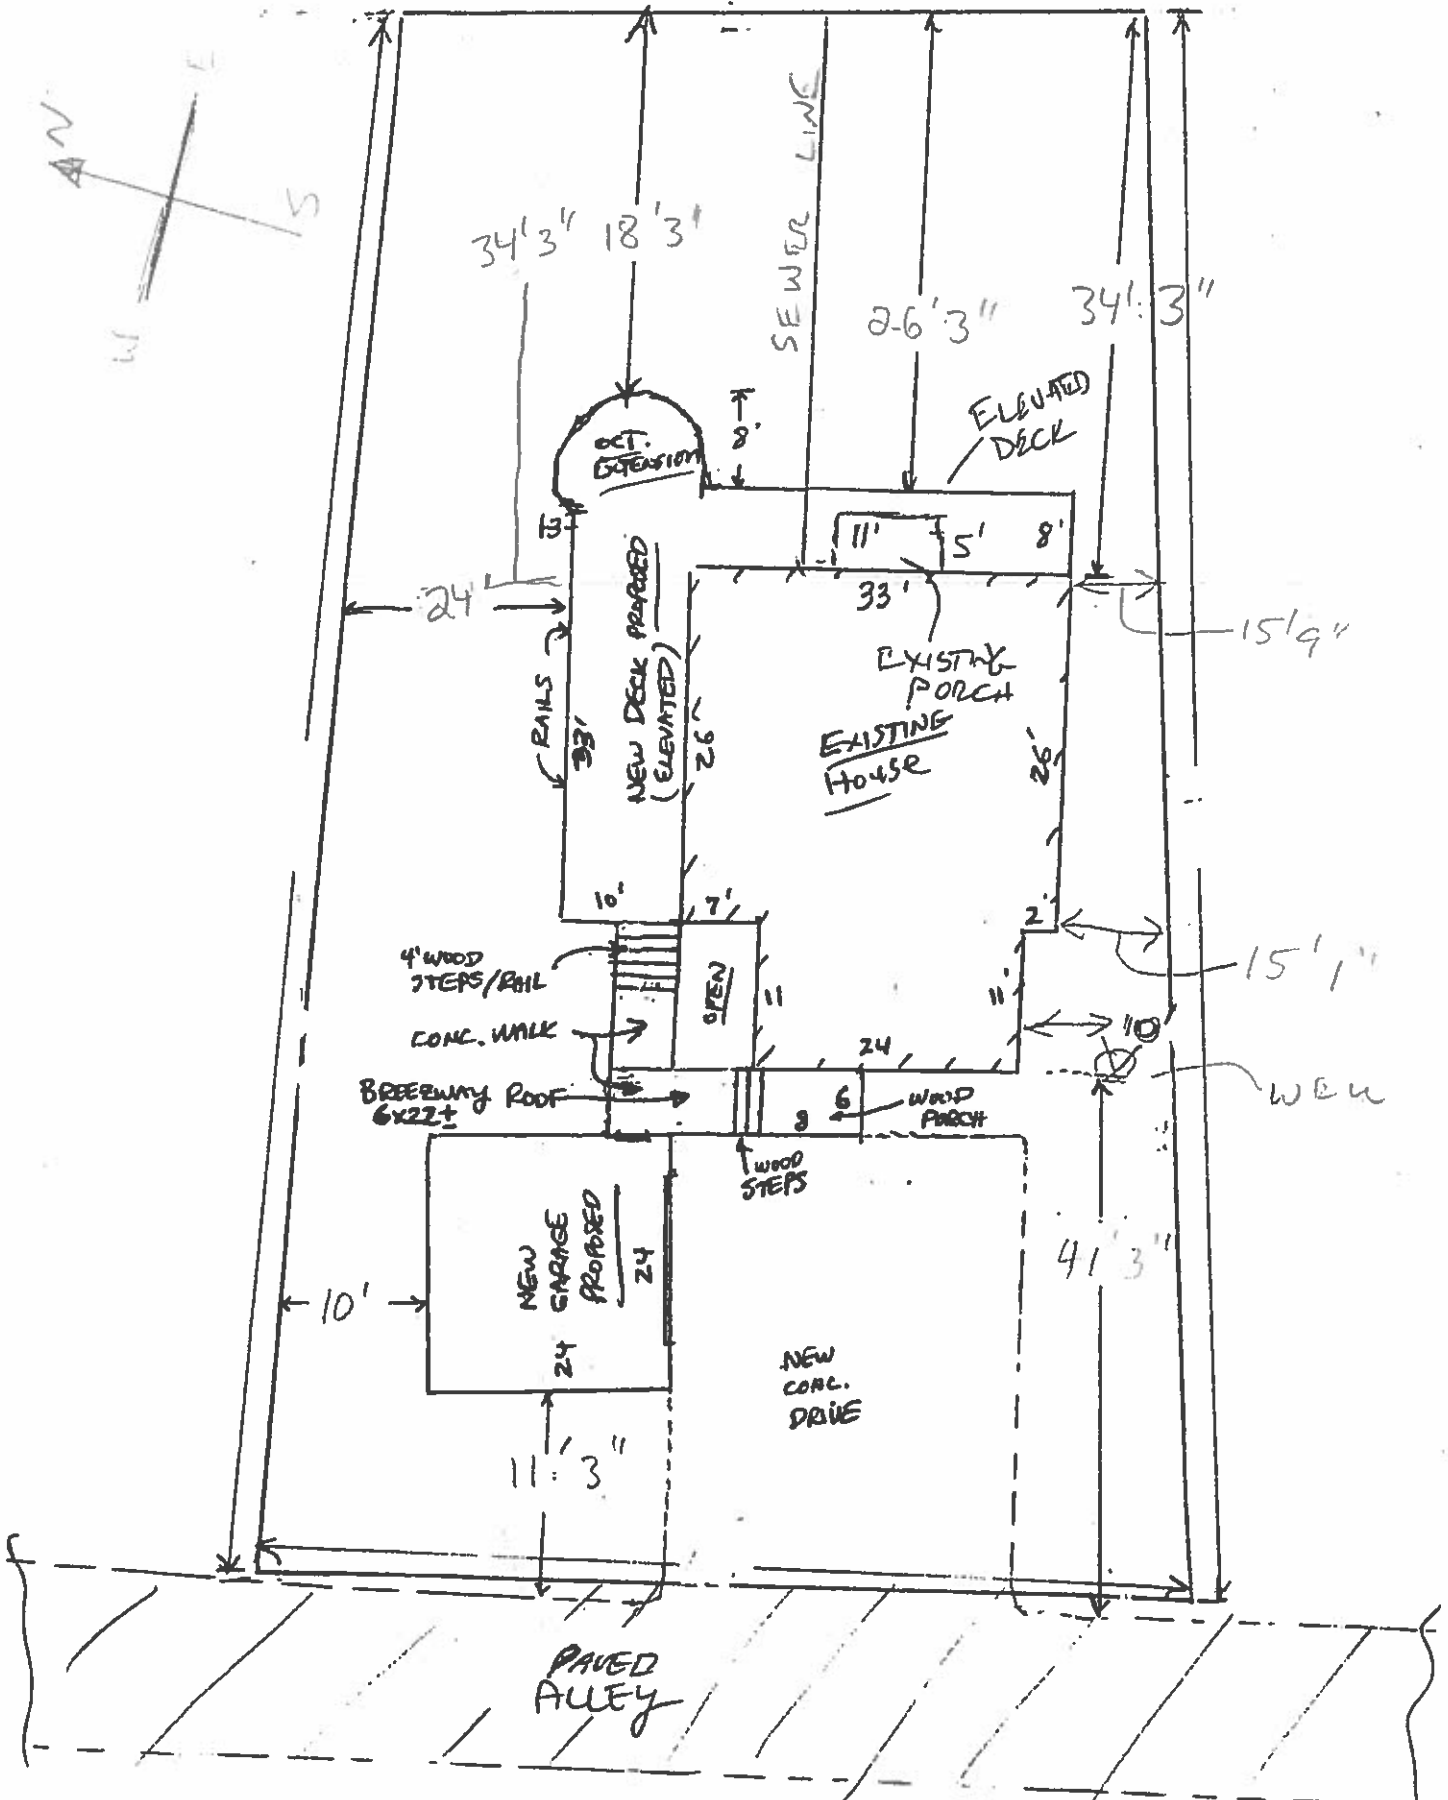 E
N
S
W
SEWER LINE
34'3"
18'3"
26'3"
34'3"
ELEVATED
DECK
8'
OCT.
EXTENSION
13
11'
5'
8'
33'
24'
15'9"
EXISTING
PORCH
EXISTING
HOUSE
RAILS
33'
NEW DECK PROPOSED
(ELEVATED)
26'
26'
10'
7'
2'
4' WOOD
STEPS/RAIL
OPEN
11
11'
15'1"
CONC. WALK
24
BREEZWAY ROOF
6x22±
6
8
WOOD
PORCH
WELL
WOOD
STEPS
NEW
GARAGE
PROPOSED
24
24
10'
41'3"
NEW
CONC.
DRIVE
11'3"
PAVED
ALLEY